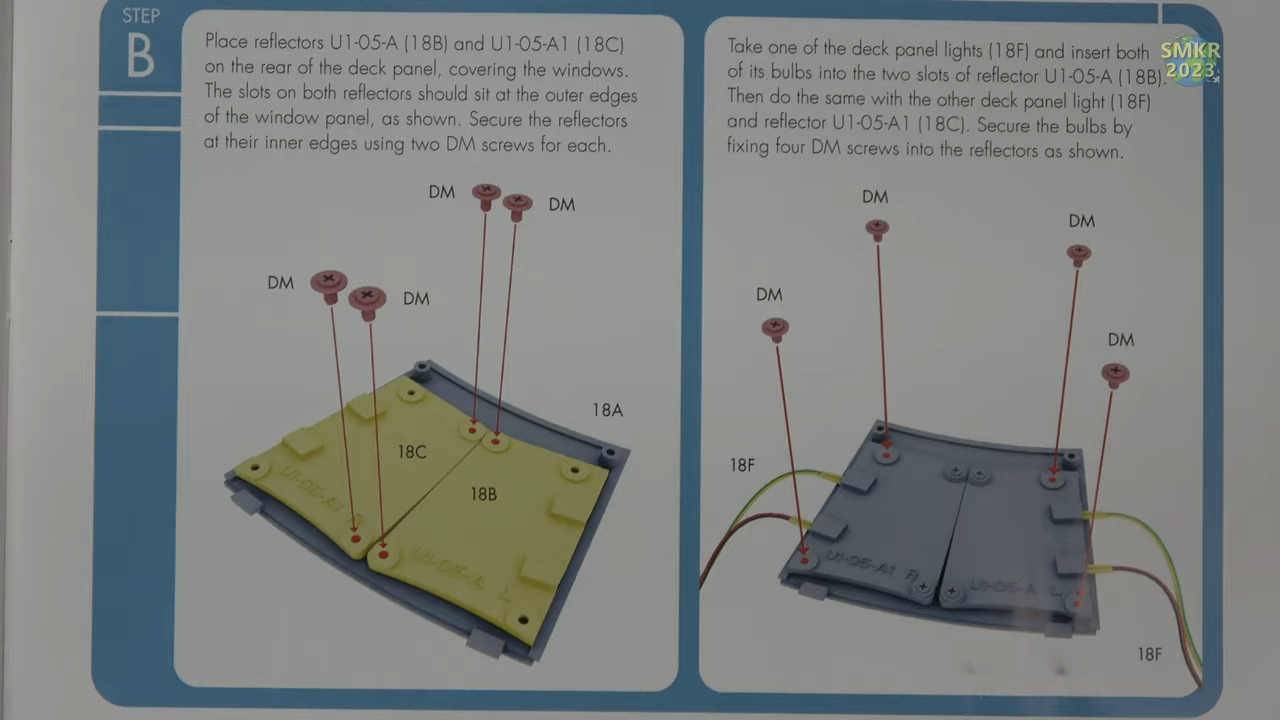 STEP
B
Place reflectors U1-05-A (18B) and U1-05-A1 (18C)
on the rear of the deck panel, covering the windows.
The slots on both reflectors should sit at the outer edges
of the window panel, as shown. Secure the reflectors
at their inner edges using two DM screws for each.
DM
DM
DM
DM
18A
18C
18B
U1-05-A1 R
U1-05-A L
Take one of the deck panel lights (18F) and insert both
of its bulbs into the two slots of reflector U1-05-A (18B).
Then do the same with the other deck panel light (18F)
and reflector U1-05-A1 (18C). Secure the bulbs by
fixing four DM screws into the reflectors as shown.
DM
DM
DM
DM
18F
U1-05-A1 R
U1-05-A L
18F
SMKR
2023